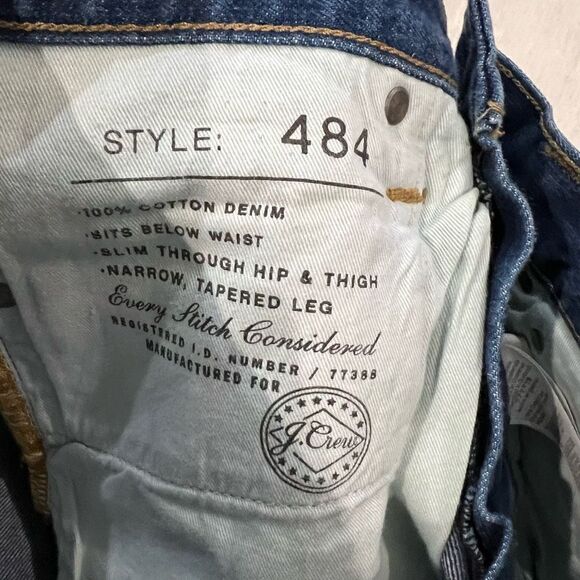 STYLE: 484
·100% COTTON DENIM
·SITS BELOW WAIST
·SLIM THROUGH HIP & THIGH
·NARROW, TAPERED LEG
Every Stitch Considered
REGISTERED I.D. NUMBER / 77388
MANUFACTURED FOR
J.Crew